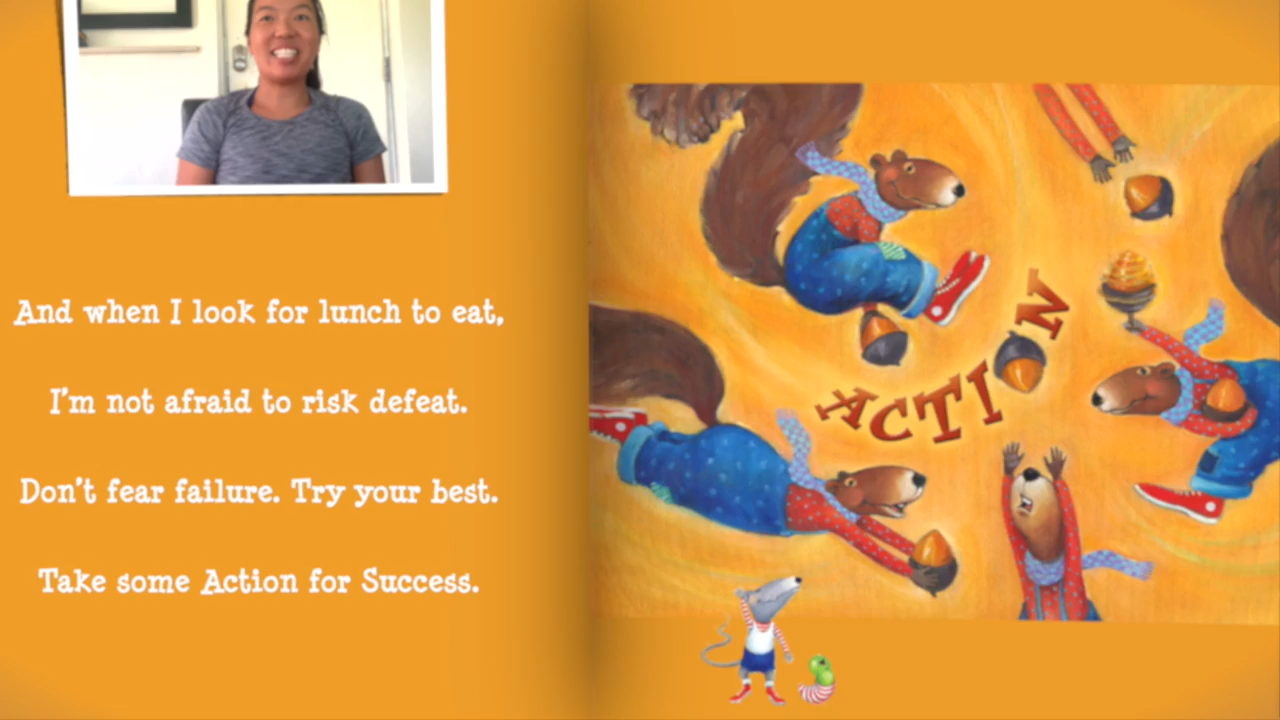 And when I look for lunch to eat,
I'm not afraid to risk defeat.
Don't fear failure. Try your best.
Take some Action for Success.
ACTION